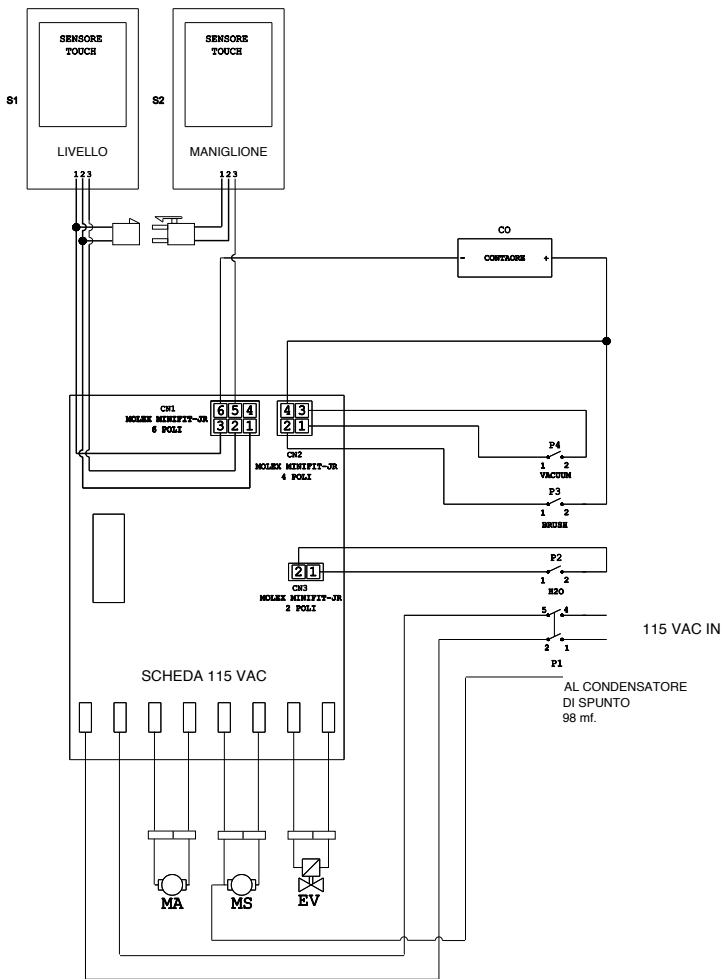 SENSORE
TOUCH
SENSORE
TOUCH
S1
S2
LIVELLO
MANIGLIONE
1 2 3
1 2 3
CO
- CONTAORE +
CN1
MOLEX MINIFIT-JR
6 POLI
6 5 4
3 2 1
4 3
2 1
CN2
MOLEX MINIFIT-JR
4 POLI
P4
1 2
VACUUM
P3
1 2
BRUSH
2 1
CN3
MOLEX MINIFIT-JR
2 POLI
P2
1 2
H2O
5 4
2 1
P1
115 VAC IN
SCHEDA 115 VAC
AL CONDENSATORE
DI SPUNTO
98 mf.
MA
MS
EV